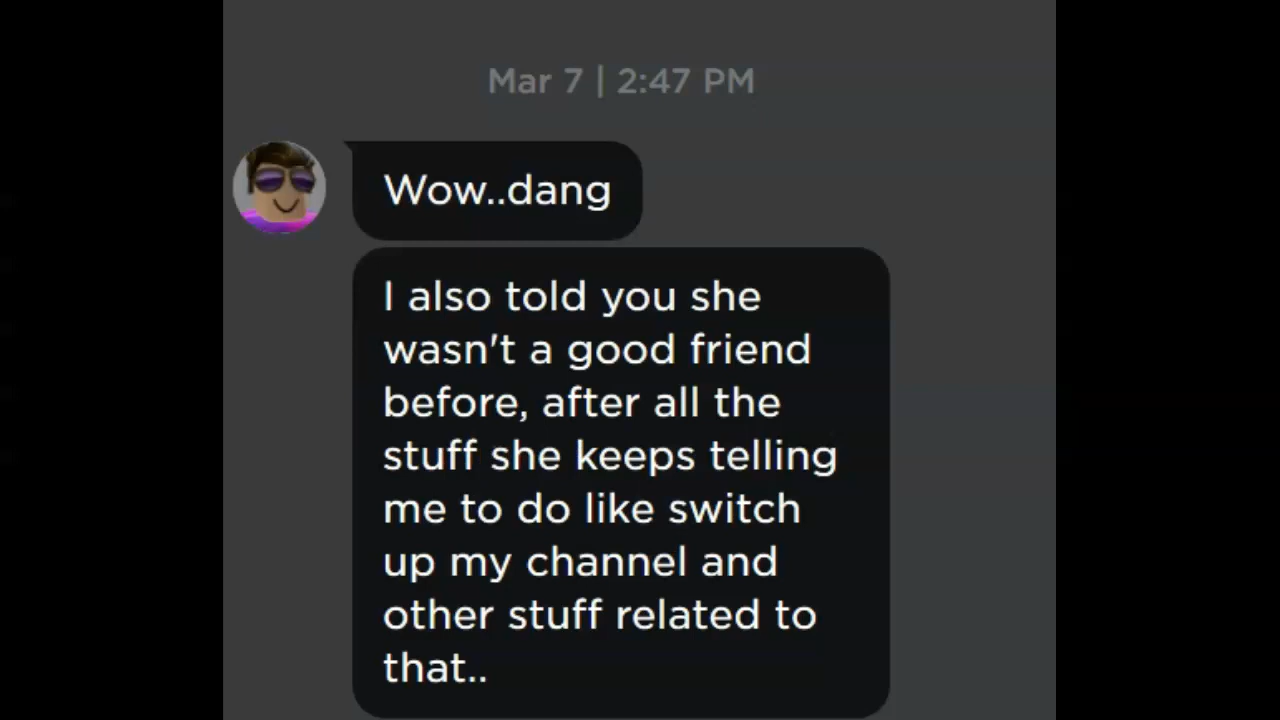 Mar 7 | 2:47 PM
Wow..dang
I also told you she
wasn't a good friend
before, after all the
stuff she keeps telling
me to do like switch
up my channel and
other stuff related to
that..